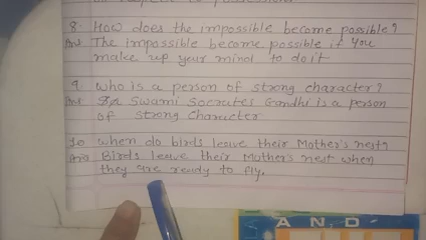 8. How does the impossible become possible?
Ans The impossible become possible if you
make up your mind to do it
9 who is a person of strong character?
Ans Swami Socrates Gandhi is a person
of strong Character
10 when do birds leave their Mother's nest?
Ans Birds leave their Mother's nest when
they are ready to fly.
AND